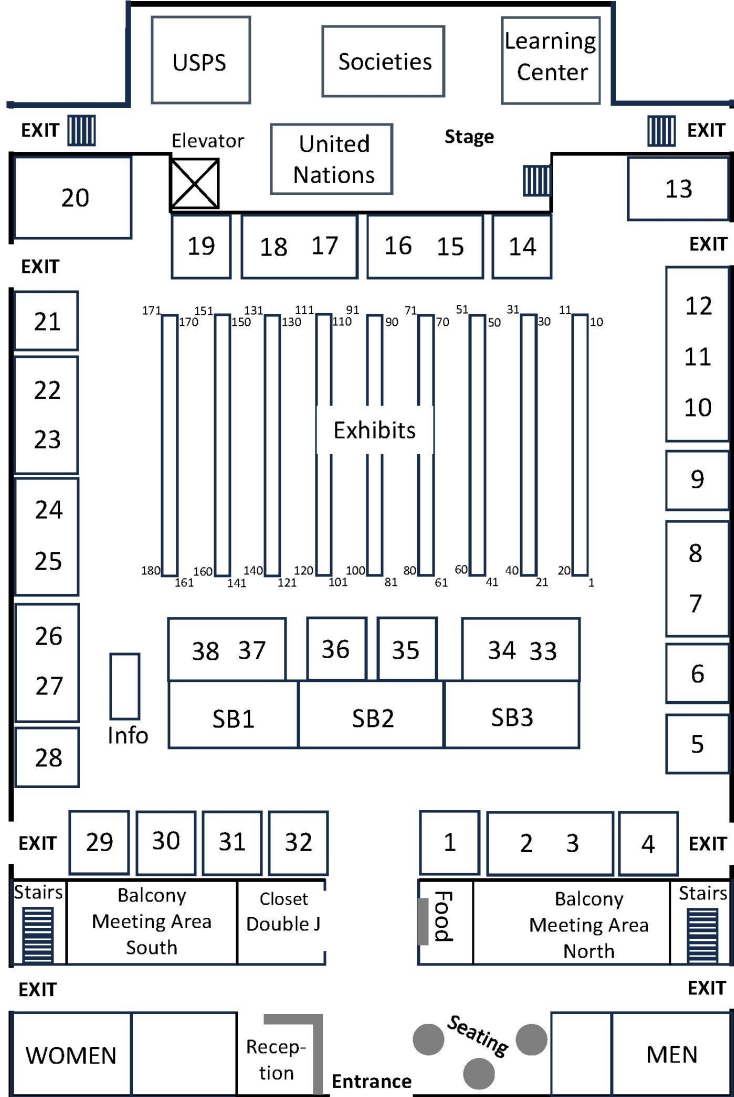 USPS
Societies
Learning
Center
EXIT
Elevator
United
Nations
Stage
EXIT
20
13
19
18 17
16 15
14
EXIT
EXIT
21
22
23
24
25
26
27
28
12
11
10
9
8
7
6
5
171 151 131 111 91 71 51 31 11
170 150 130 110 90 70 50 30 10
Exhibits
180 160 140 120 100 80 60 40 20
161 141 121 101 81 61 41 21 1
38 37
36
35
34 33
SB1
SB2
SB3
Info
EXIT
29
30
31
32
1
2 3
4
EXIT
Stairs
Balcony
Meeting Area
South
Closet
Double J
Food
Balcony
Meeting Area
North
Stairs
EXIT
EXIT
WOMEN
Recep-
tion
Entrance
Seating
MEN